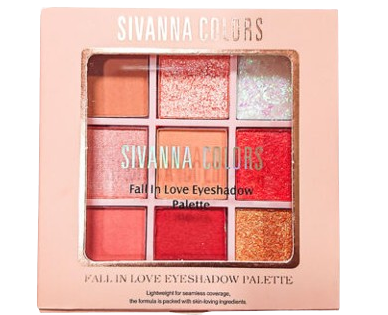 SIVANNA COLORS
SIVANNA COLORS
Fall In Love Eyeshadow
Palette
FALL IN LOVE EYESHADOW PALETTE
Lightweight for seamless coverage,
the formula is packed with skin-loving ingredients.